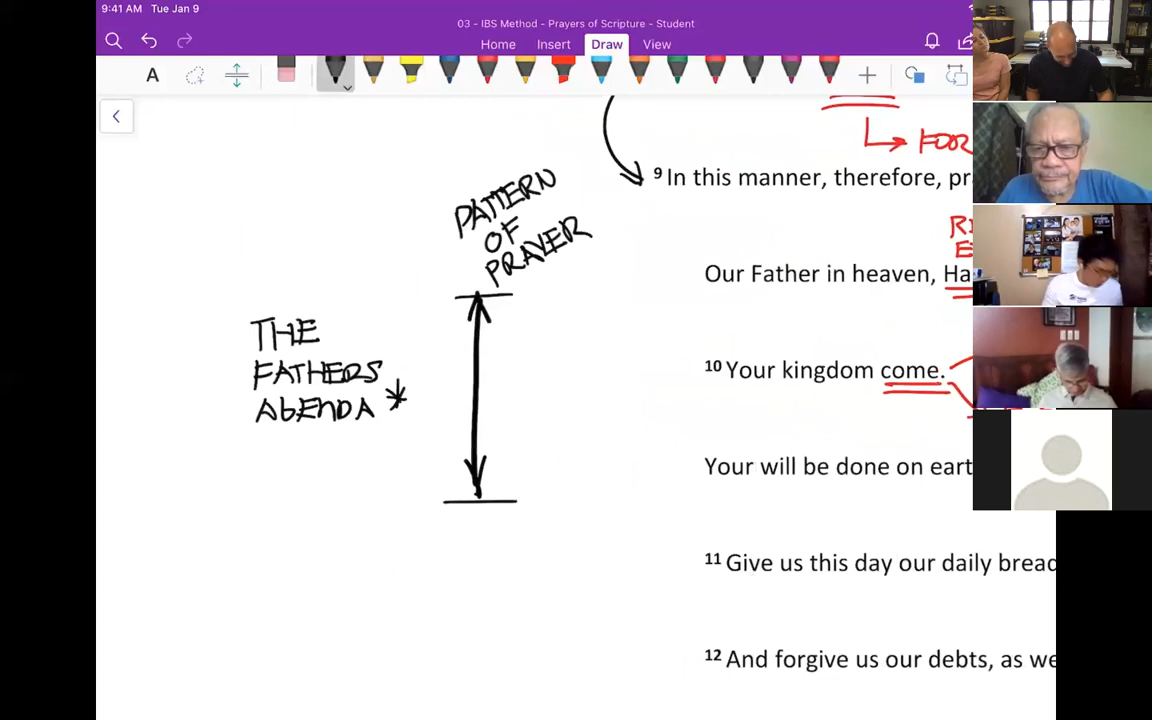 9:41 AM Tue Jan 9
03 - IBS Method - Prayers of Scripture - Student
Home Insert Draw View
A
FOR
9 In this manner, therefore, pr
PATTERN
OF
PRAYER
Our Father in heaven, Ha
THE
FATHERS
AGENDA *
10 Your kingdom come.
Your will be done on eart
11 Give us this day our daily bread
12 And forgive us our debts, as we